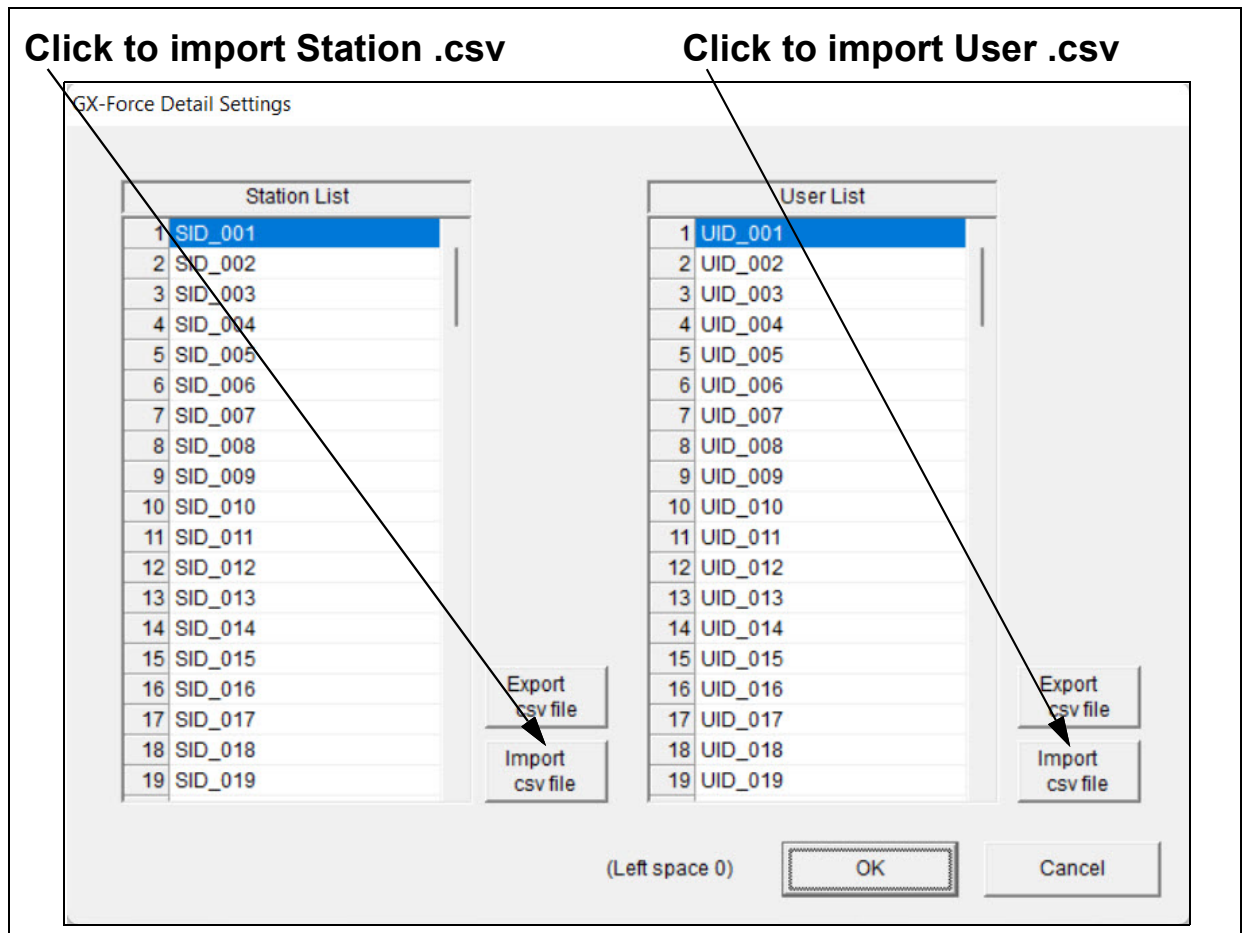 Click to import Station .csv
Click to import User .csv
GX-Force Detail Settings
Station List
1 SID_001
2 SID_002
3 SID_003
4 SID_004
5 SID_005
6 SID_006
7 SID_007
8 SID_008
9 SID_009
10 SID_010
11 SID_011
12 SID_012
13 SID_013
14 SID_014
15 SID_015
16 SID_016
17 SID_017
18 SID_018
19 SID_019
Export
csv file
Import
csv file
User List
1 UID_001
2 UID_002
3 UID_003
4 UID_004
5 UID_005
6 UID_006
7 UID_007
8 UID_008
9 UID_009
10 UID_010
11 UID_011
12 UID_012
13 UID_013
14 UID_014
15 UID_015
16 UID_016
17 UID_017
18 UID_018
19 UID_019
Export
csv file
Import
csv file
(Left space 0)
OK
Cancel